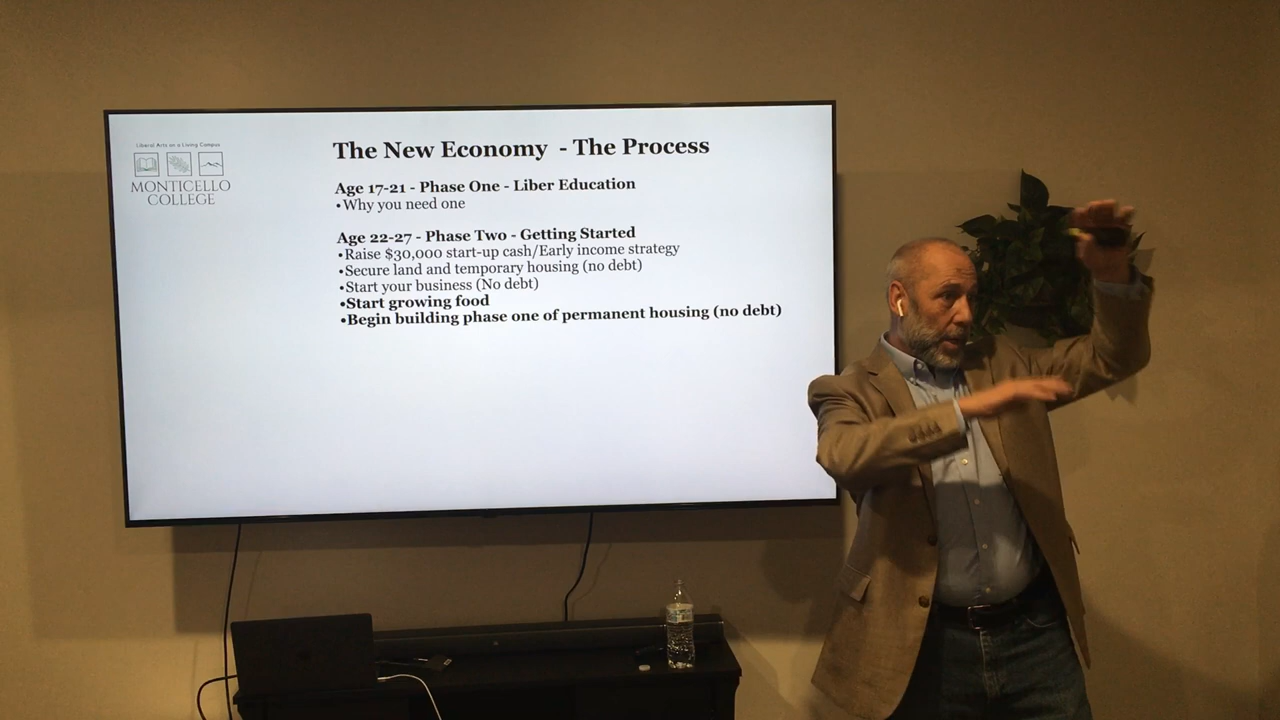 Liberal Arts on a Living Campus
MONTICELLO
COLLEGE
The New Economy - The Process
Age 17-21 - Phase One - Liber Education
•Why you need one
Age 22-27 - Phase Two - Getting Started
•Raise $30,000 start-up cash/Early income strategy
•Secure land and temporary housing (no debt)
•Start your business (No debt)
•Start growing food
•Begin building phase one of permanent housing (no debt)